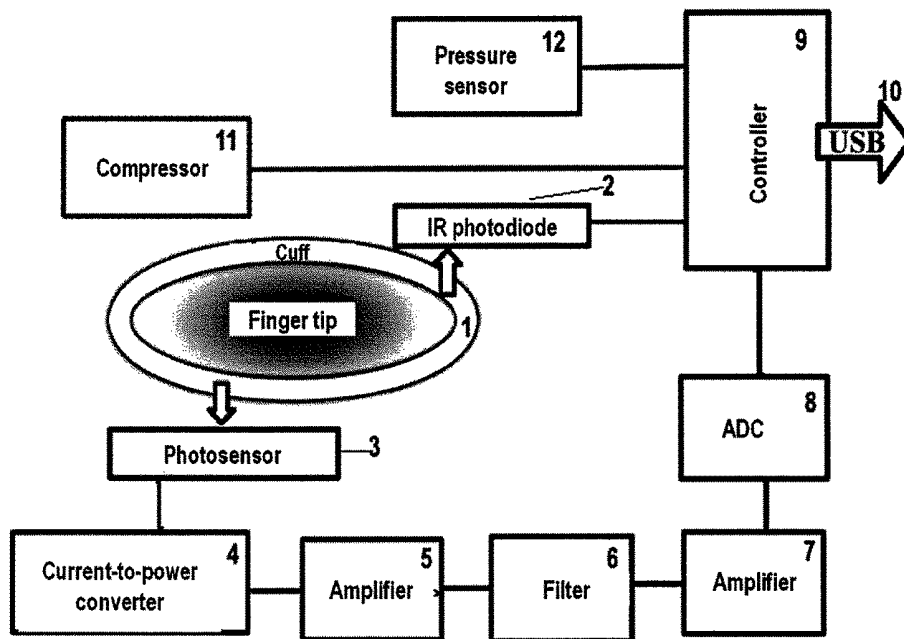 12
Pressure
sensor
9
Controller
10
USB
11
Compressor
2
IR photodiode
Cuff
Finger tip
1
8
ADC
Photosensor
3
4
Current-to-power
converter
5
Amplifier
6
Filter
7
Amplifier